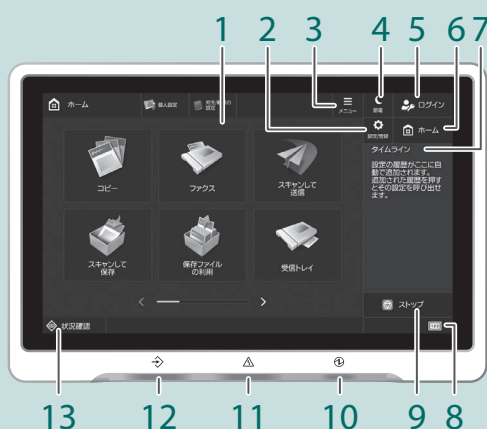 1
2
3
4
5
6
7
ホーム
個人設定
メニュー
節電
ログイン
設定/登録
ホーム
タイムライン
設定の履歴がここに自
動で追加されます。
追加された履歴を押す
とその設定を呼び出せ
ます。
コピー
ファクス
スキャンして
送信
スキャンして
保存
保存ファイル
の利用
受信トレイ
ストップ
状況確認
13
12
11
10
9
8